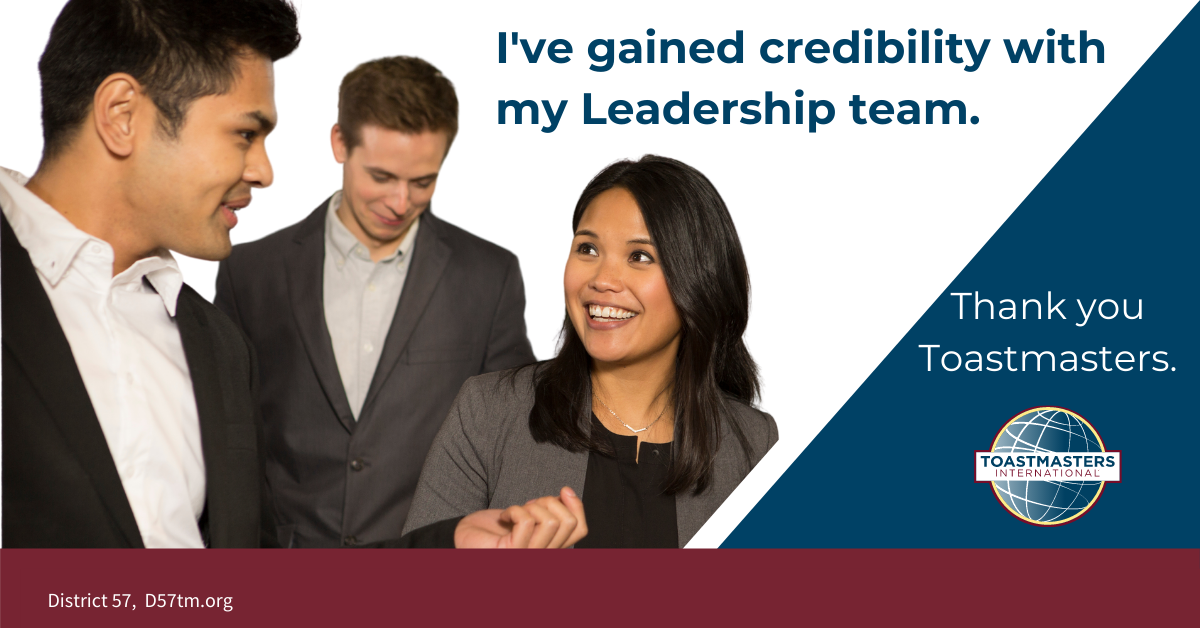 I've gained credibility with
my Leadership team.
Thank you
Toastmasters.
TOASTMASTERS
INTERNATIONAL
District 57, D57tm.org